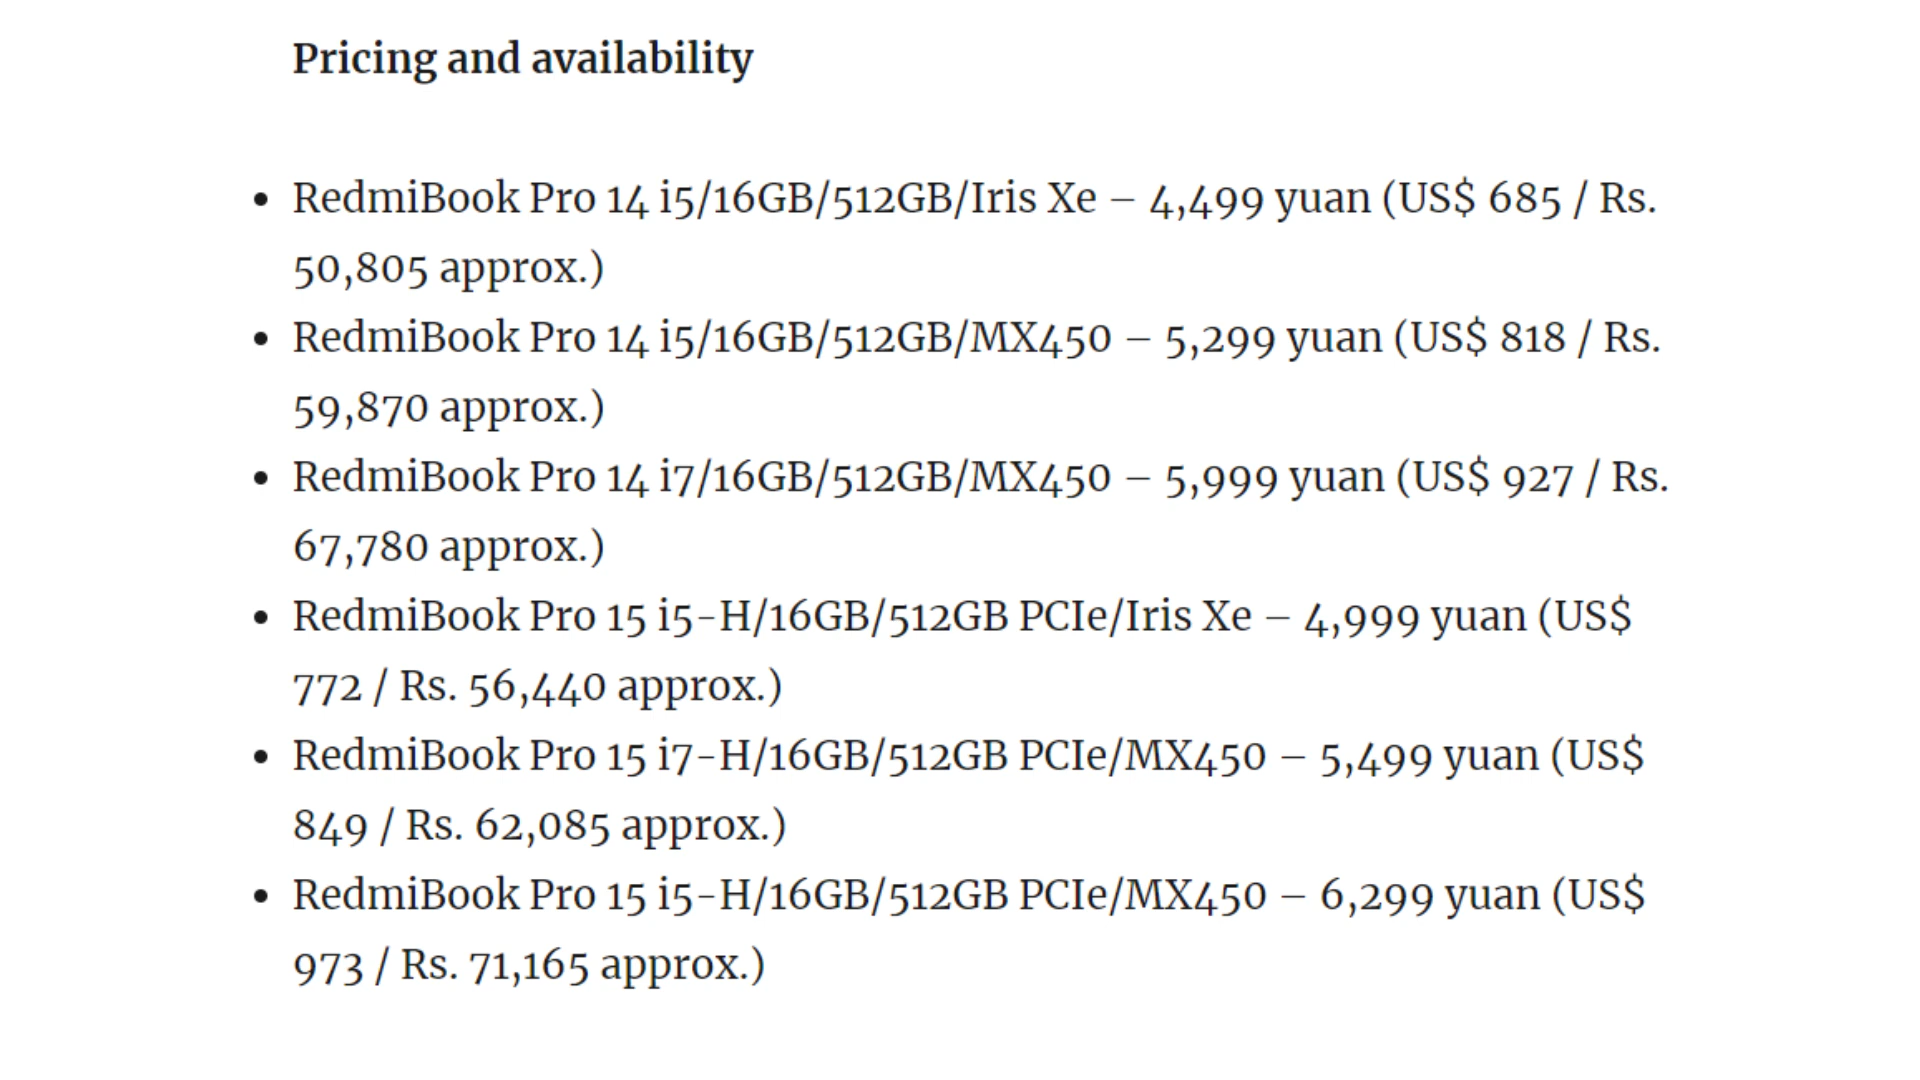 Pricing and availability
• RedmiBook Pro 14 i5/16GB/512GB/Iris Xe – 4,499 yuan (US$ 685 / Rs.
50,805 approx.)
• RedmiBook Pro 14 i5/16GB/512GB/MX450 – 5,299 yuan (US$ 818 / Rs.
59,870 approx.)
• RedmiBook Pro 14 i7/16GB/512GB/MX450 – 5,999 yuan (US$ 927 / Rs.
67,780 approx.)
• RedmiBook Pro 15 i5-H/16GB/512GB PCIe/Iris Xe – 4,999 yuan (US$
772 / Rs. 56,440 approx.)
• RedmiBook Pro 15 i7-H/16GB/512GB PCIe/MX450 – 5,499 yuan (US$
849 / Rs. 62,085 approx.)
• RedmiBook Pro 15 i5-H/16GB/512GB PCIe/MX450 – 6,299 yuan (US$
973 / Rs. 71,165 approx.)